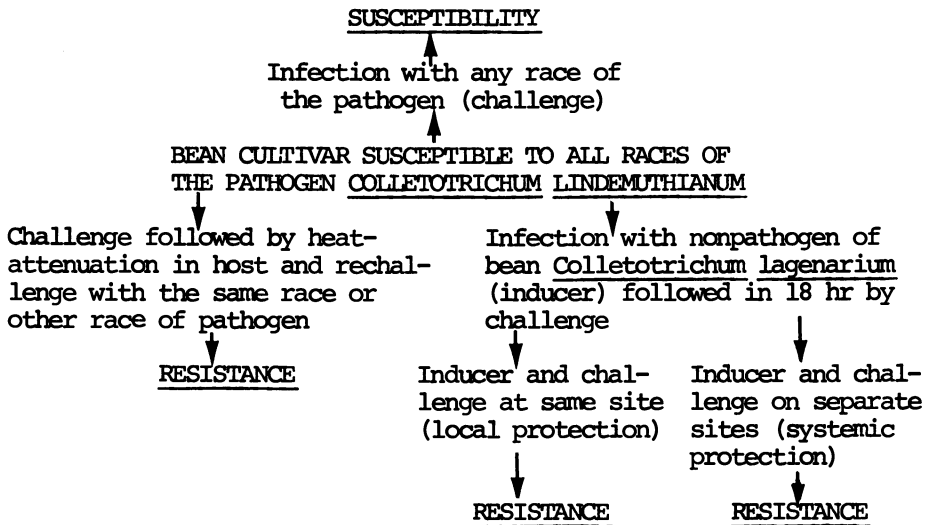 SUSCEPTIBILITY
Infection with any race of
the pathogen (challenge)
BEAN CULTIVAR SUSCEPTIBLE TO ALL RACES OF
THE PATHOGEN COLLETOTRICHUM LINDEMUTHIANUM
Challenge followed by heat-
attenuation in host and rechal-
lenge with the same race or
other race of pathogen
RESISTANCE
Infection with nonpathogen of
bean Colletotrichum lagenarium
(inducer) followed in 18 hr by
challenge
Inducer and chal-
lenge at same site
(local protection)
RESISTANCE
Inducer and chal-
lenge on separate
sites (systemic
protection)
RESISTANCE